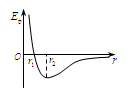 Eₚ
O r₁ r₂ r